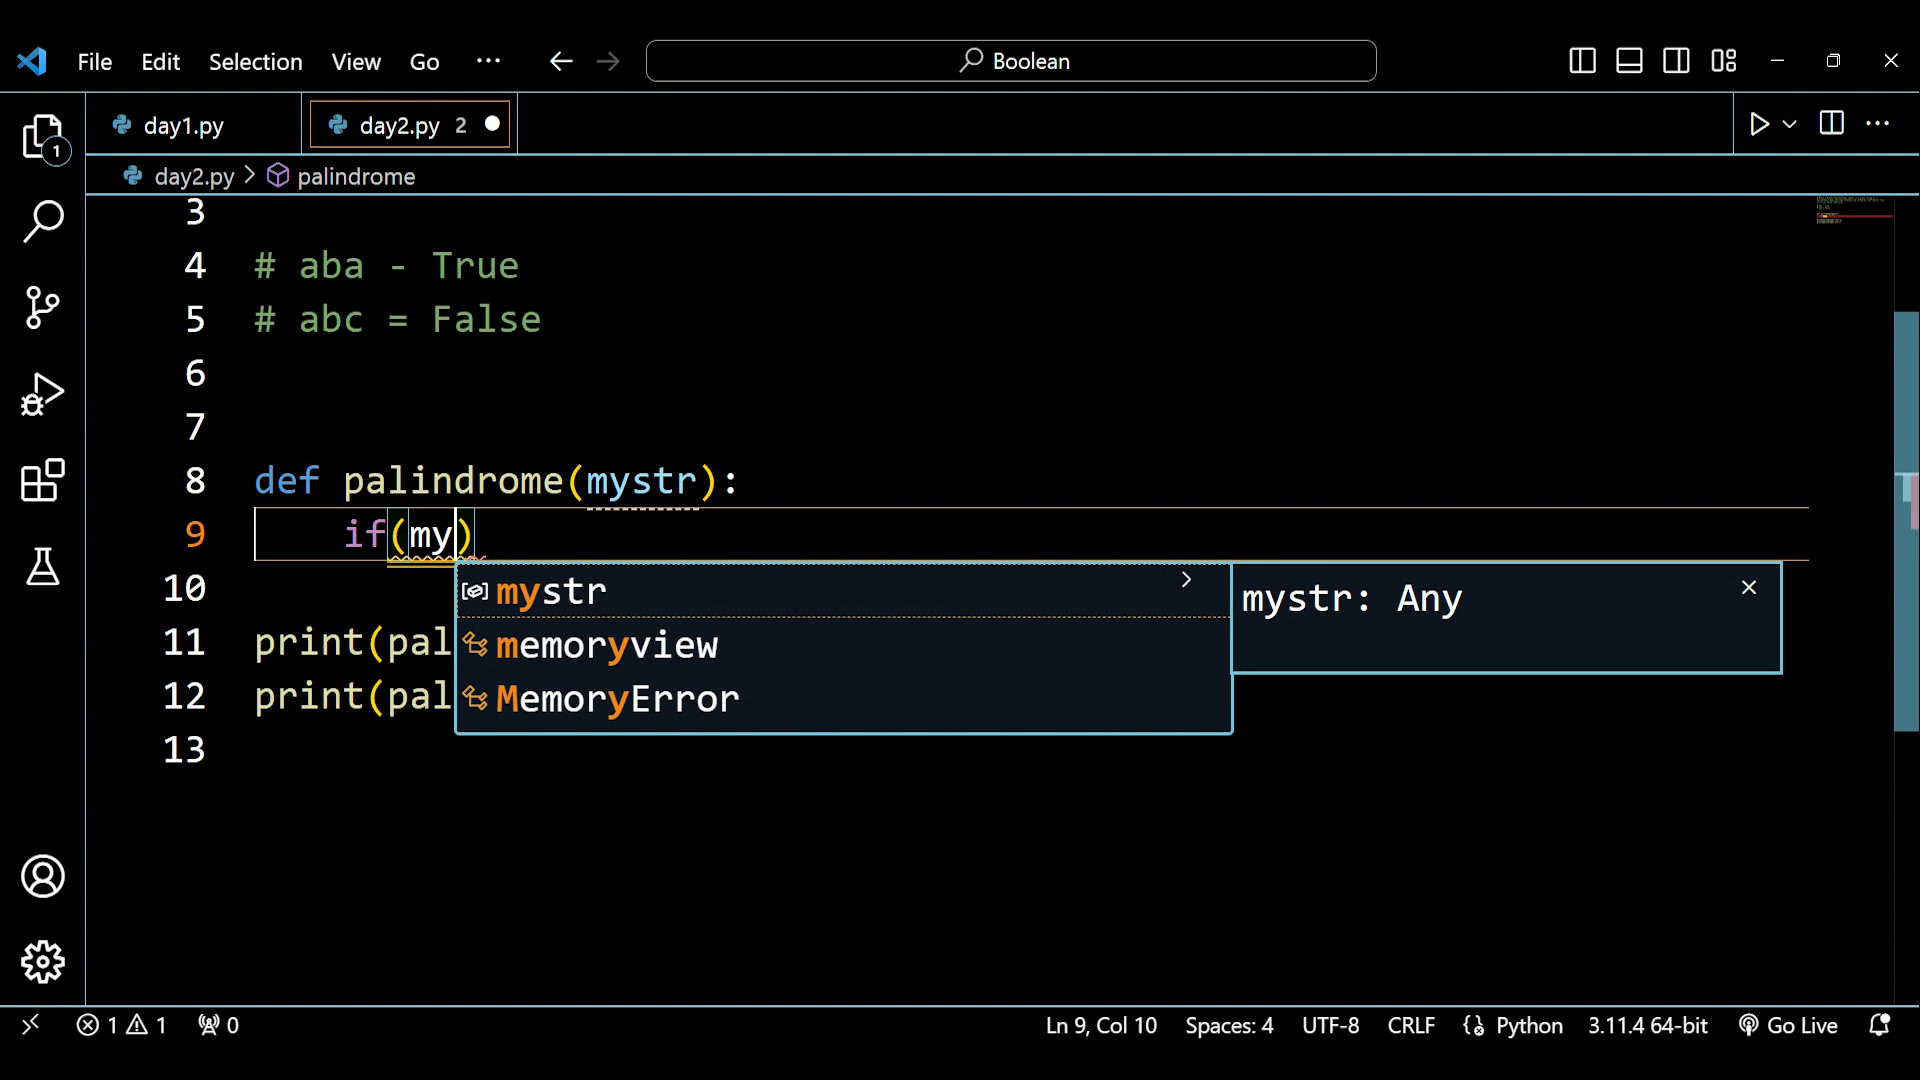 File Edit Selection View Go ··· Boolean
day1.py day2.py 2
day2.py > palindrome
1
3
4 # aba - True
5 # abc = False
6
7
8 def palindrome(mystr):
9 if(my)
10 mystr
mystr: Any
11 print(pal memoryview
12 print(pal MemoryError
13
1 1 0 Ln 9, Col 10 Spaces: 4 UTF-8 CRLF Python 3.11.4 64-bit Go Live